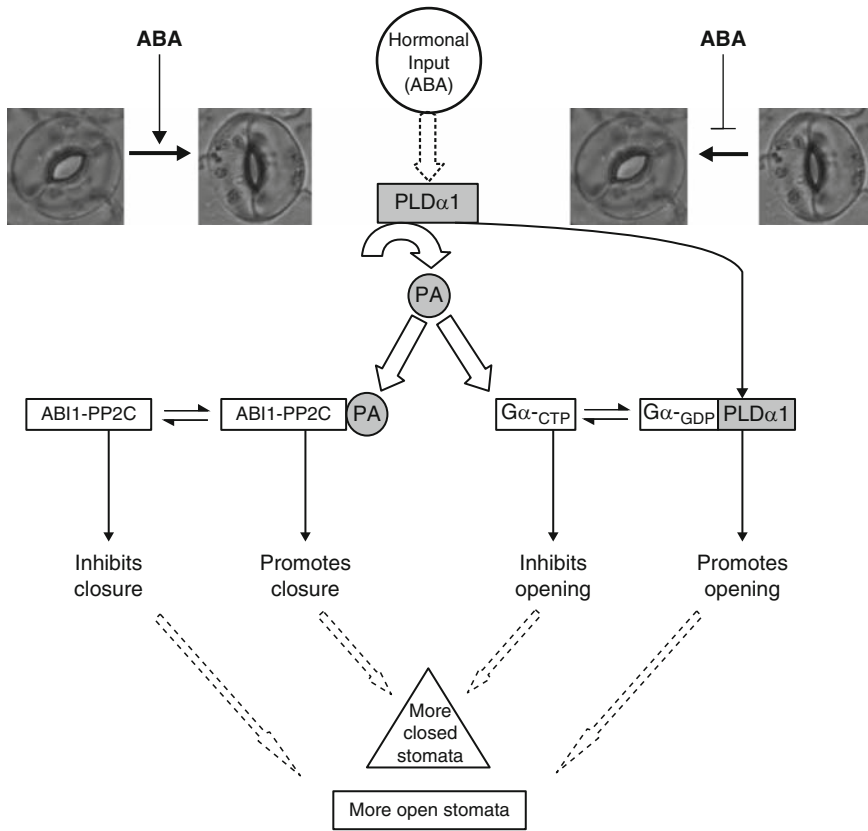 ABA
Hormonal
Input
(ABA)
ABA
PLDα1
PA
ABI1-PP2C
ABI1-PP2C
PA
Gα-CTP
Gα-GDP
PLDα1
Inhibits
closure
Promotes
closure
Inhibits
opening
Promotes
opening
More
closed
stomata
More open stomata